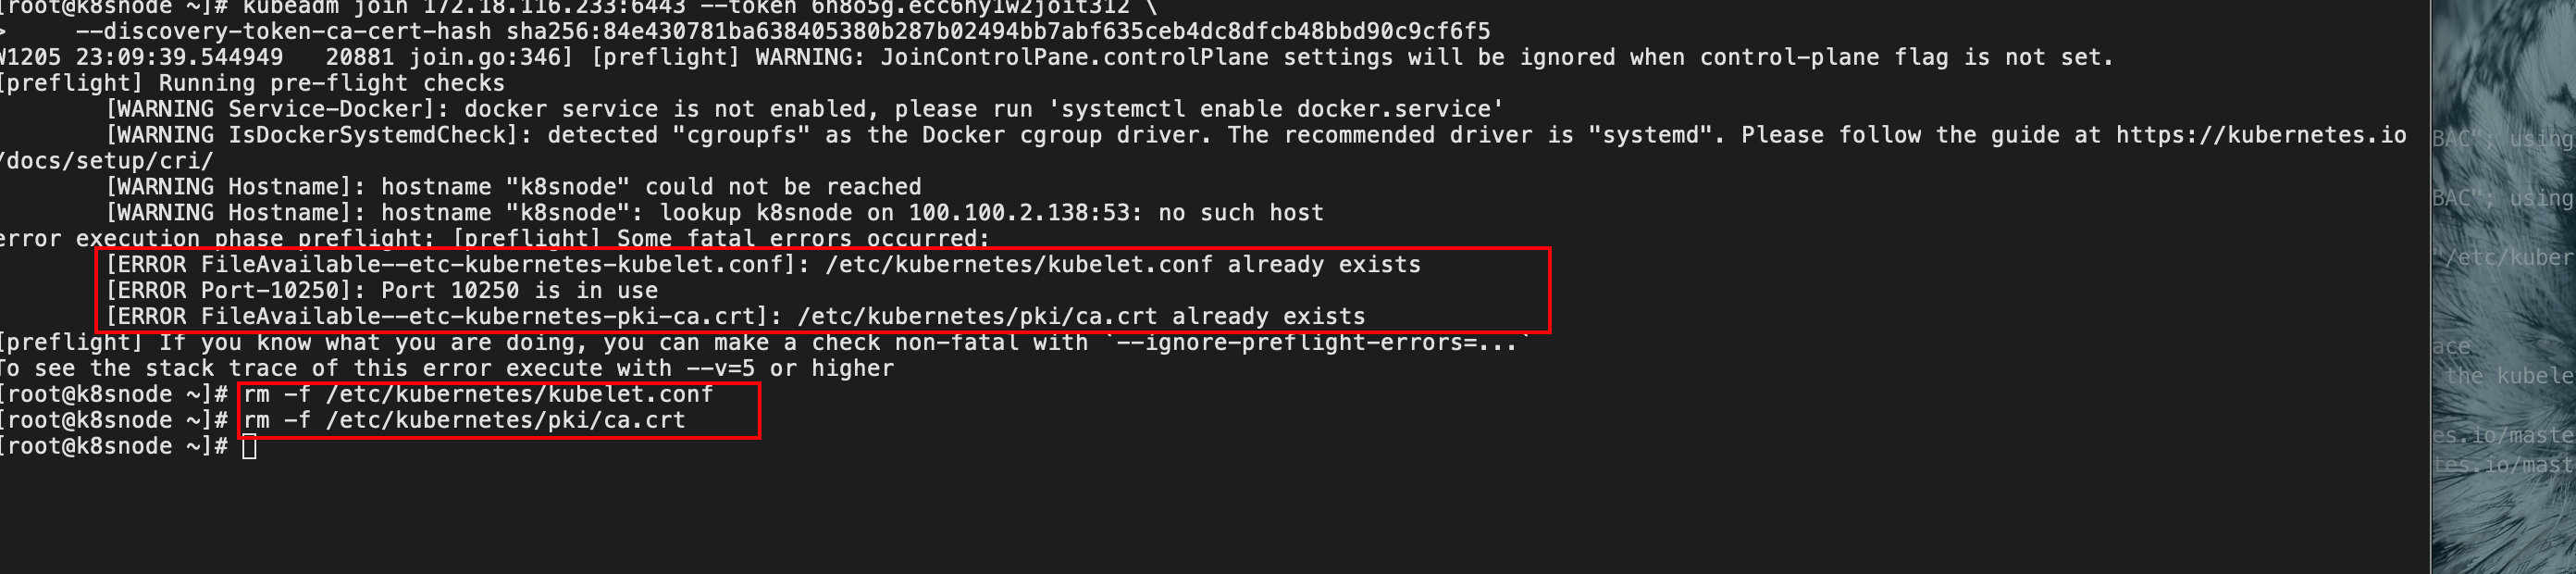 [root@k8snode ~]# kubeadm join 172.18.116.233:6443 --token 6h8o5g.ecc6hy1w2joit312 \
>     --discovery-token-ca-cert-hash sha256:84e430781ba638405380b287b02494bb7abf635ceb4dc8dfcb48bbd90c9cf6f5
W1205 23:09:39.544949   20881 join.go:346] [preflight] WARNING: JoinControlPane.controlPlane settings will be ignored when control-plane flag is not set.
[preflight] Running pre-flight checks
        [WARNING Service-Docker]: docker service is not enabled, please run 'systemctl enable docker.service'
        [WARNING IsDockerSystemdCheck]: detected "cgroupfs" as the Docker cgroup driver. The recommended driver is "systemd". Please follow the guide at https://kubernetes.io
/docs/setup/cri/
        [WARNING Hostname]: hostname "k8snode" could not be reached
        [WARNING Hostname]: hostname "k8snode": lookup k8snode on 100.100.2.138:53: no such host
error execution phase preflight: [preflight] Some fatal errors occurred:
        [ERROR FileAvailable--etc-kubernetes-kubelet.conf]: /etc/kubernetes/kubelet.conf already exists
        [ERROR Port-10250]: Port 10250 is in use
        [ERROR FileAvailable--etc-kubernetes-pki-ca.crt]: /etc/kubernetes/pki/ca.crt already exists
[preflight] If you know what you are doing, you can make a check non-fatal with `--ignore-preflight-errors=...`
To see the stack trace of this error execute with --v=5 or higher
[root@k8snode ~]# rm -f /etc/kubernetes/kubelet.conf
[root@k8snode ~]# rm -f /etc/kubernetes/pki/ca.crt
[root@k8snode ~]#
BAC"; using
BAC"; using
"/etc/kuber
ace
the kubele
es.io/maste
tes.io/mast